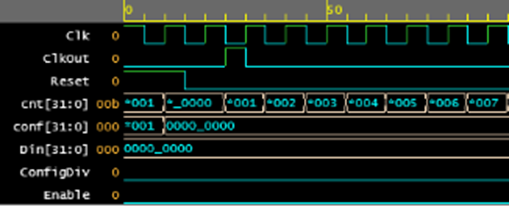 0 50
Clk 0
ClkOut 0
Reset 0
cnt[31:0] 00b *001 *_0000 *001 *002 *003 *004 *005 *006 *007
conf[31:0] 000 *001 0000_0000
Din[31:0] 000 0000_0000
ConfigDiv 0
Enable 0